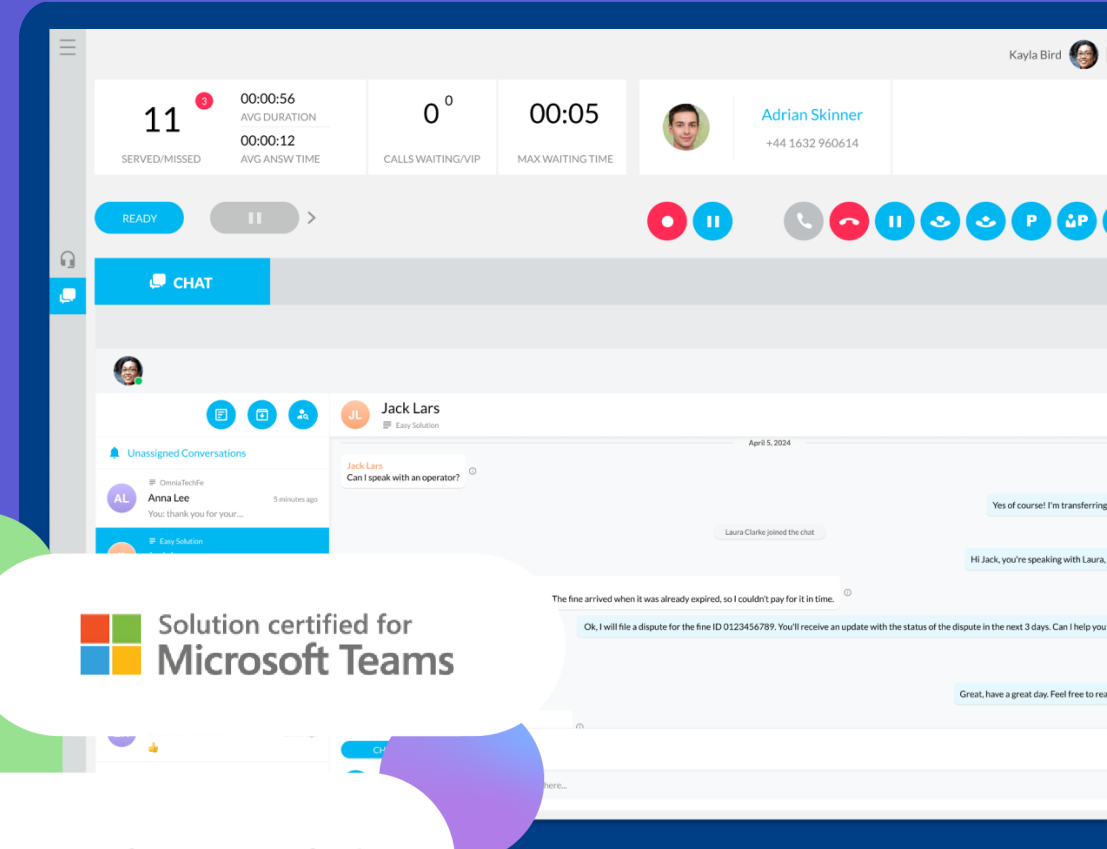 Kayla Bird
11
3
SERVED/MISSED
00:00:56
AVG DURATION
00:00:12
AVG ANSW TIME
0 0
CALLS WAITING/VIP
00:05
MAX WAITING TIME
Adrian Skinner
+44 1632 960614
READY
P
P
CHAT
JL
Jack Lars
Easy Solution
Unassigned Conversations
April 5, 2024
Jack Lars
Can I speak with an operator?
OmniaTechFe
AL
Anna Lee
5 minutes ago
You: thank you for your...
Yes of course! I'm transferring
Laura Clarke joined the chat
Easy Solution
Hi Jack, you're speaking with Laura,
The fine arrived when it was already expired, so I couldn't pay for it in time.
Ok, I will file a dispute for the fine ID 0123456789. You'll receive an update with the status of the dispute in the next 3 days. Can I help you
Solution certified for
Microsoft Teams
Great, have a great day. Feel free to rea
CH
here...